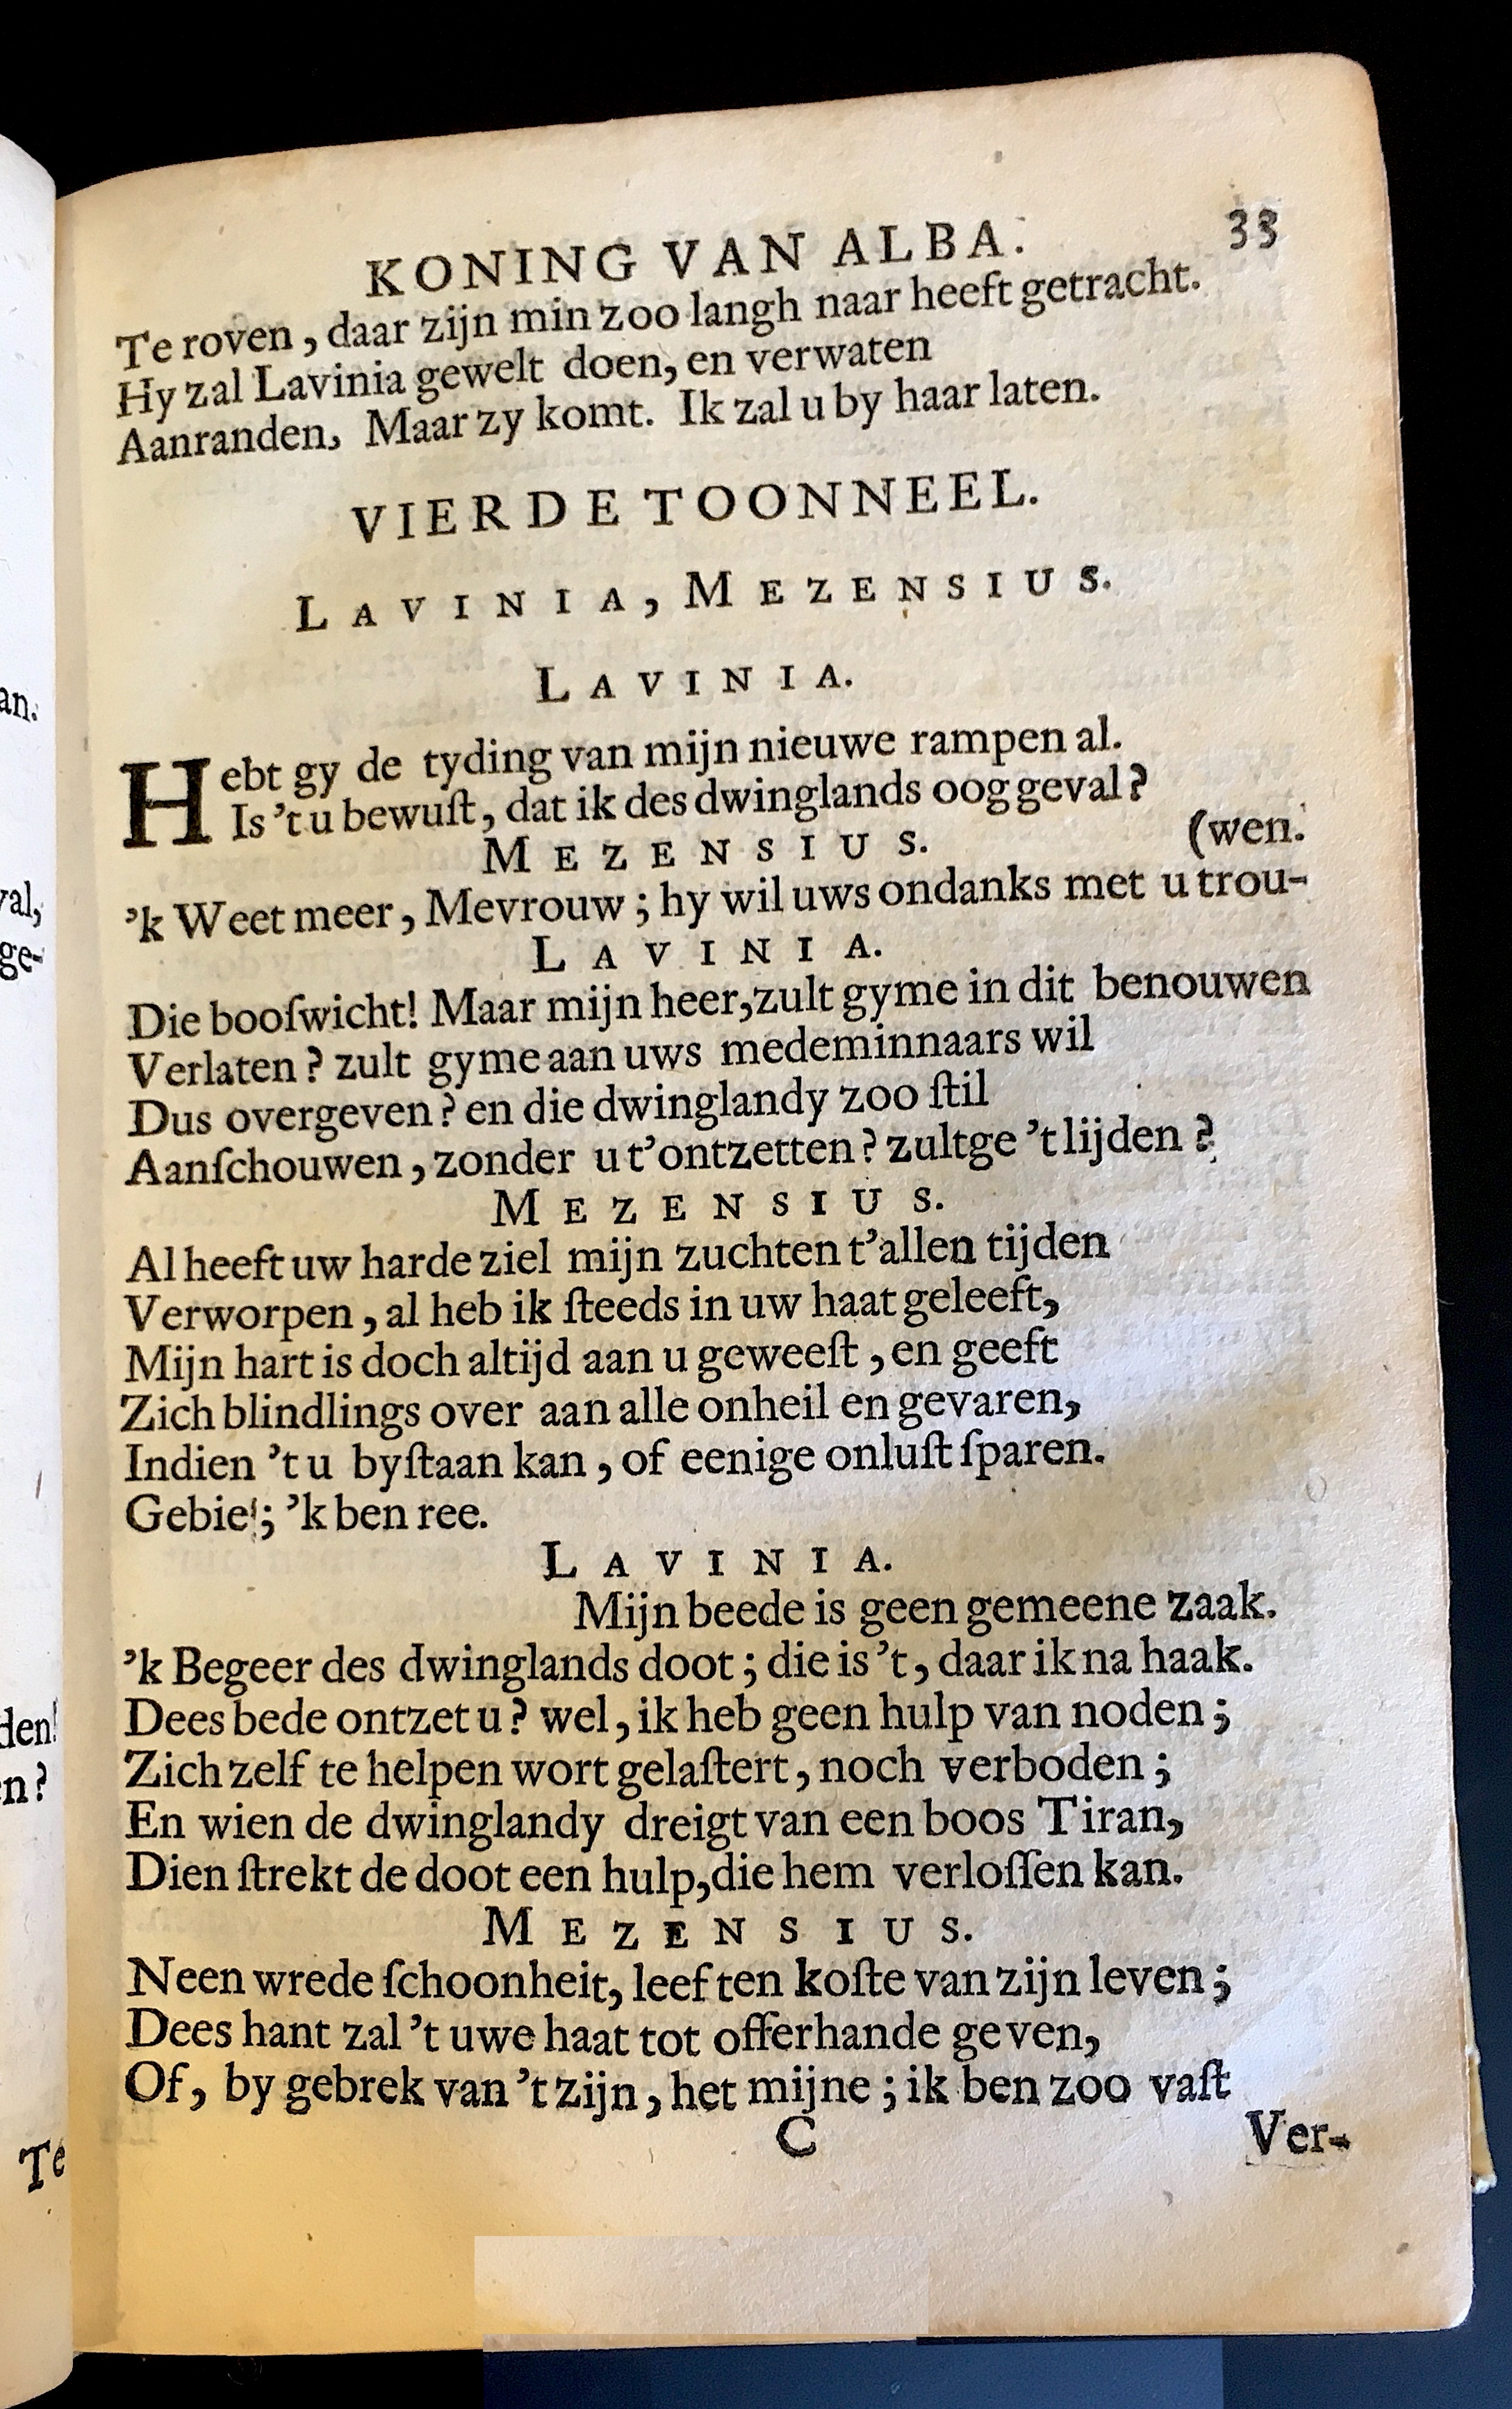 an.
val,
ge-
den!
n?
Te
KONING VAN ALBA. 33
Te roven, daar zijn min zoo langh naar heeft getracht.
Hy zal Lavinia gewelt doen, en verwaten
Aanranden, Maar zy komt. Ik zal u by haar laten.
VIERDE TOONNEEL.
LAVINIA, MEZENSIUS.
LAVINIA.
Hebt gy de tyding van mijn nieuwe rampen al.
Is 't u bewuſt, dat ik des dwinglands oog geval?
MEZENSIUS. (wen.
'k Weet meer, Mevrouw; hy wil uws ondanks met u trou-
LAVINIA.
Die booſwicht! Maar mijn heer, zult gy me in dit benouwen
Verlaten? zult gy me aan uws medeminnaars wil
Dus overgeven? en die dwinglandy zoo ſtil
Aanſchouwen, zonder u t'ontzetten? zultge 't lijden?
MEZENSIUS.
Al heeft uw harde ziel mijn zuchten t'allen tijden
Verworpen, al heb ik ſteeds in uw haat geleeft,
Mijn hart is doch altijd aan u geweeſt, en geeft
Zich blindlings over aan alle onheil en gevaren,
Indien 't u byſtaan kan, of eenige onluſt ſparen.
Gebiet; 'k ben ree.
LAVINIA.
Mijn beede is geen gemeene zaak.
'k Begeer des dwinglands doot; die is 't, daar ik na haak.
Dees bede ontzet u? wel, ik heb geen hulp van noden;
Zich zelf te helpen wort gelaſtert, noch verboden;
En wien de dwinglandy dreigt van een boos Tiran,
Dien ſtrekt de doot een hulp, die hem verloſſen kan.
MEZENSIUS.
Neen wrede ſchoonheit, leef ten koſte van zijn leven;
Dees hant zal 't uwe haat tot offerhande geven,
Of, by gebrek van 't zijn, het mijne; ik ben zoo vaſt
C Ver-